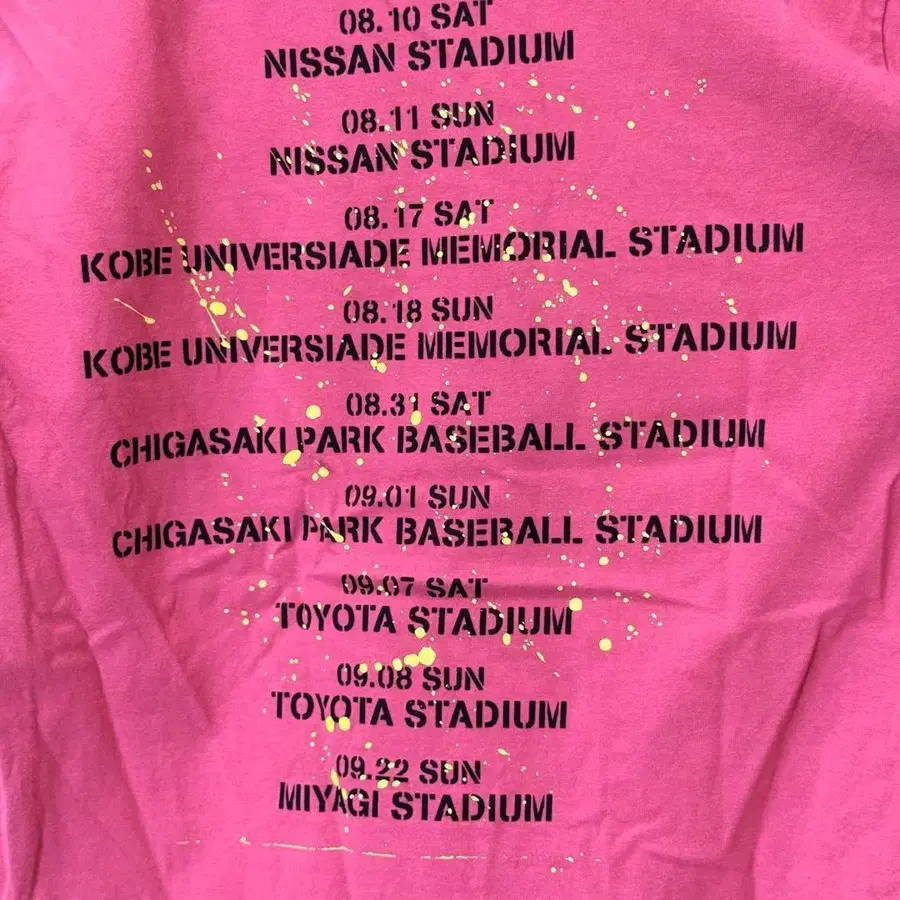 08.10 SAT
NISSAN STADIUM
08.11 SUN
NISSAN STADIUM
08.17 SAT
KOBE UNIVERSIADE MEMORIAL STADIUM
08.18 SUN
KOBE UNIVERSIADE MEMORIAL STADIUM
08.31 SAT
CHIGASAKI PARK BASEBALL STADIUM
09.01 SUN
CHIGASAKI PARK BASEBALL STADIUM
09.07 SAT
TOYOTA STADIUM
09.08 SUN
TOYOTA STADIUM
09.22 SUN
MIYAGI STADIUM